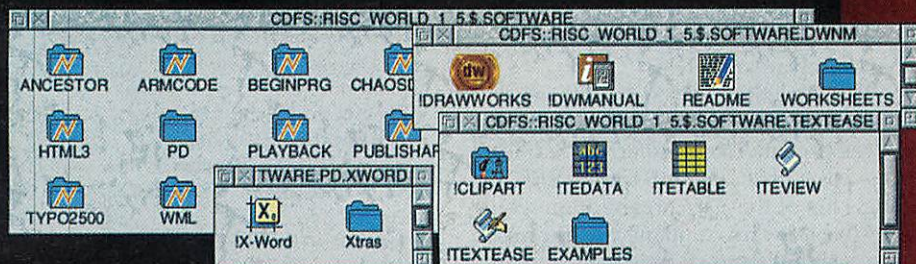 CDFS::RISC_WORLD_1_5.$.SOFTWARE
ANCESTOR ARMCODE BEGINPRG
HTML3 PD PLAYBACK
TYPO2500 WML
CDFS::RISC_WORLD_1_5.$.SOFTWARE.DWNM
!DRAWWORKS !DWMANUAL README WORKSHEETS
CDFS::RISC_WORLD_1_5.$.SOFTWARE.TEXTEASE
!CLIPART !TEDATA !TETABLE !TEVIEW
!TEXTEASE EXAMPLES
TWARE.PD.XWORD
!X-Word Xtras